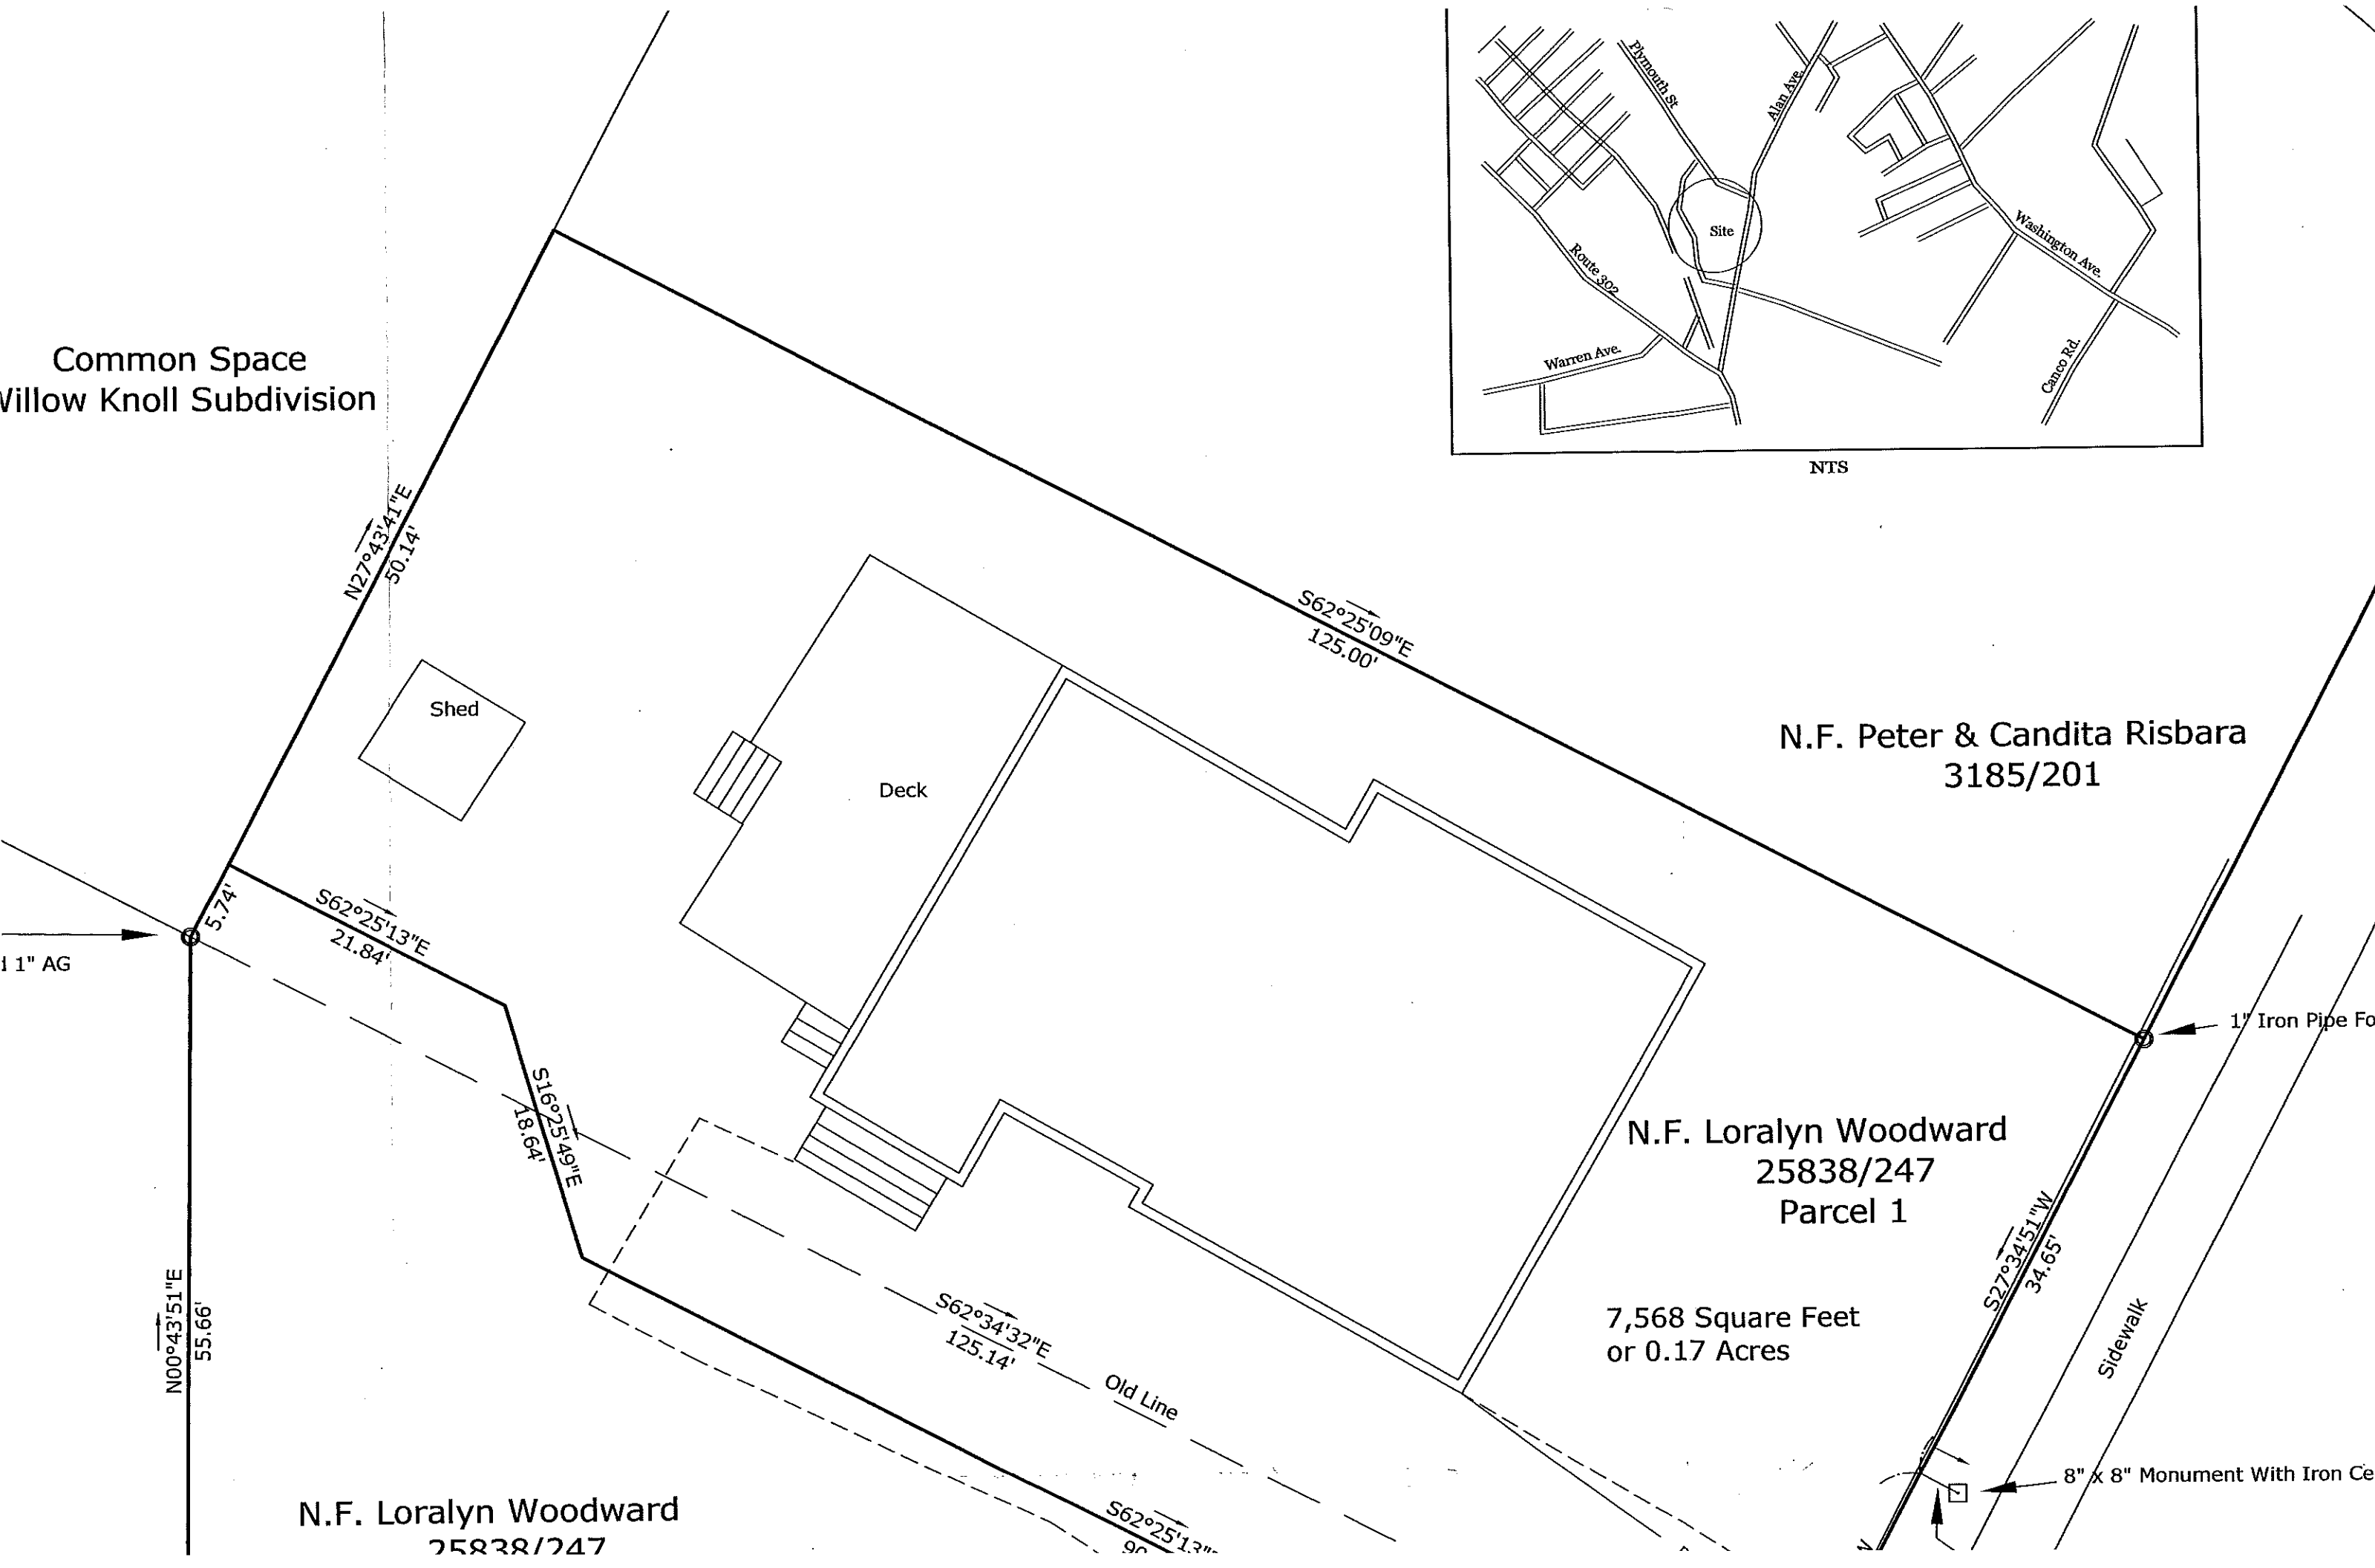 Plymouth St
Alan Ave.
Site
Route 302
Washington Ave.
Warren Ave.
Canco Rd.
NTS
Common Space
Willow Knoll Subdivision
N27°43'41"E
50.14'
S62°25'09"E
125.00'
Shed
Deck
N.F. Peter & Candita Risbara
3185/201
5.74'
S62°25'13"E
21.84'
1" AG
1" Iron Pipe Fo
S16°25'49"E
18.64'
N.F. Loralyn Woodward
25838/247
Parcel 1
S27°34'51"W
34.65'
N00°43'51"E
55.66'
S62°34'32"E
125.14'
7,568 Square Feet
or 0.17 Acres
Sidewalk
Old Line
8" x 8" Monument With Iron Ce
N.F. Loralyn Woodward
25838/247
S62°25'13"
90
W